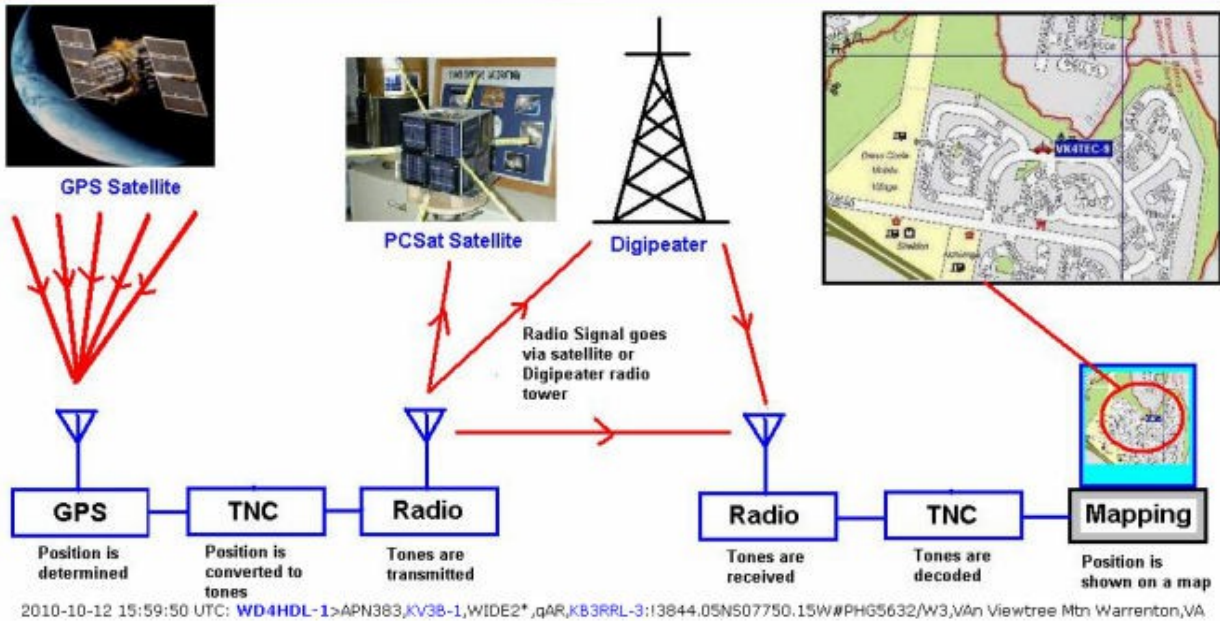 GPS Satellite
PCSat Satellite
Digipeater
VK4TEC-9
Village
Sheldon
Radio Signal goes
via satellite or
Digipeater radio
tower
GPS
TNC
Radio
Radio
TNC
Mapping
Position is
determined
Position is
converted to
tones
Tones are
transmitted
Tones are
received
Tones are
decoded
Position is
shown on a map
2010-10-12 15:59:50 UTC: WD4HDL-1>APN383,KV3B-1,WIDE2*,qAR,KB3RRL-3:!3844.05NS07750.15W#PHG5632/W3,VAn Viewtree Mtn Warrenton,VA